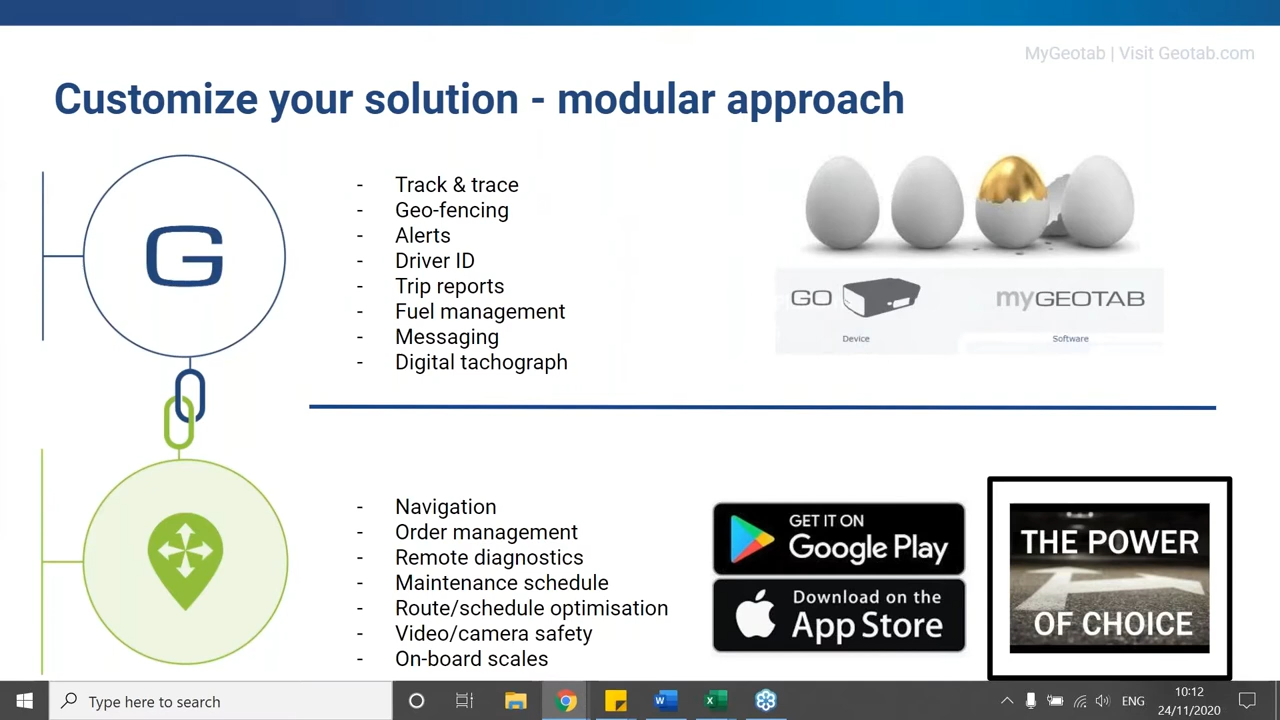 MyGeotab | Visit Geotab.com
Customize your solution - modular approach
G
- Track & trace
- Geo-fencing
- Alerts
- Driver ID
- Trip reports
- Fuel management
- Messaging
- Digital tachograph
GO
Device
myGEOTAB
Software
- Navigation
- Order management
- Remote diagnostics
- Maintenance schedule
- Route/schedule optimisation
- Video/camera safety
- On-board scales
GET IT ON
Google Play
Download on the
App Store
THE POWER
OF CHOICE
Type here to search
ENG
10:12
24/11/2020